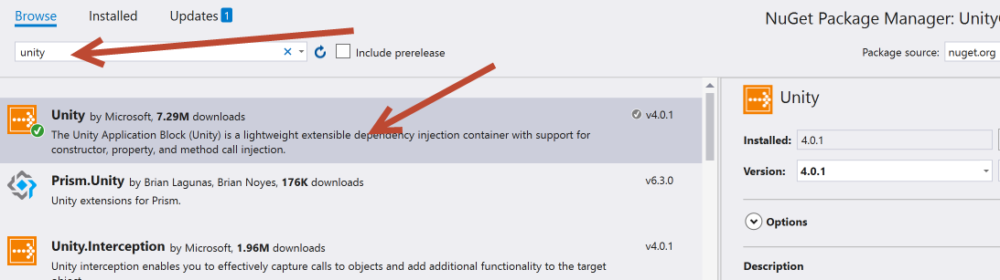 Browse Installed Updates 1
NuGet Package Manager: Unity
unity
Include prerelease
Package source: nuget.org
Unity by Microsoft, 7.29M downloads
v4.0.1
The Unity Application Block (Unity) is a lightweight extensible dependency injection container with support for
constructor, property, and method call injection.
Prism.Unity by Brian Lagunas, Brian Noyes, 176K downloads
v6.3.0
Unity extensions for Prism.
Unity.Interception by Microsoft, 1.96M downloads
v4.0.1
Unity interception enables you to effectively capture calls to objects and add additional functionality to the target
Unity
Installed: 4.0.1
Version: 4.0.1
Options
Description